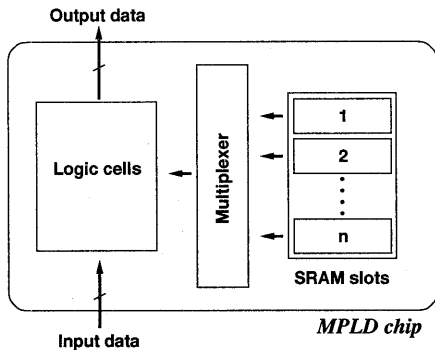 Output data
Logic cells
Multiplexer
1
2
n
SRAM slots
MPLD chip
Input data